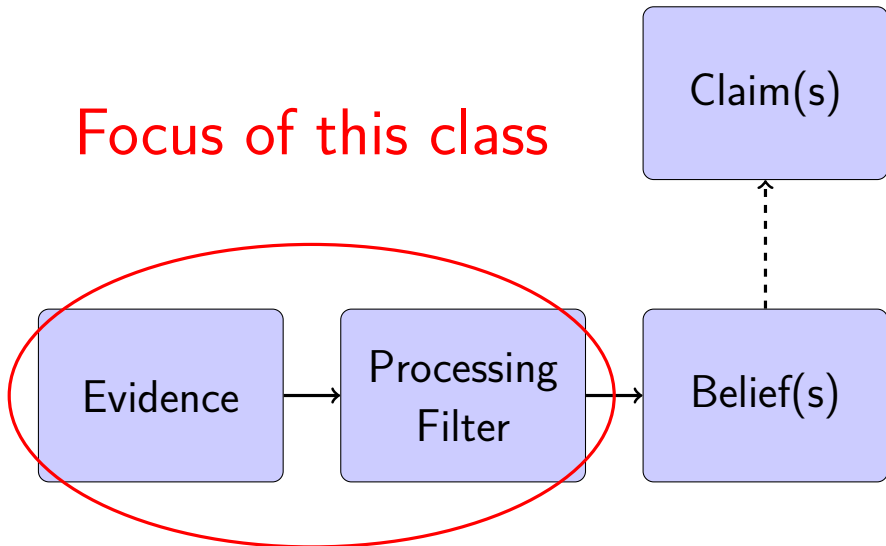 Claim(s)
Focus of this class
Evidence
Processing
Filter
Belief(s)